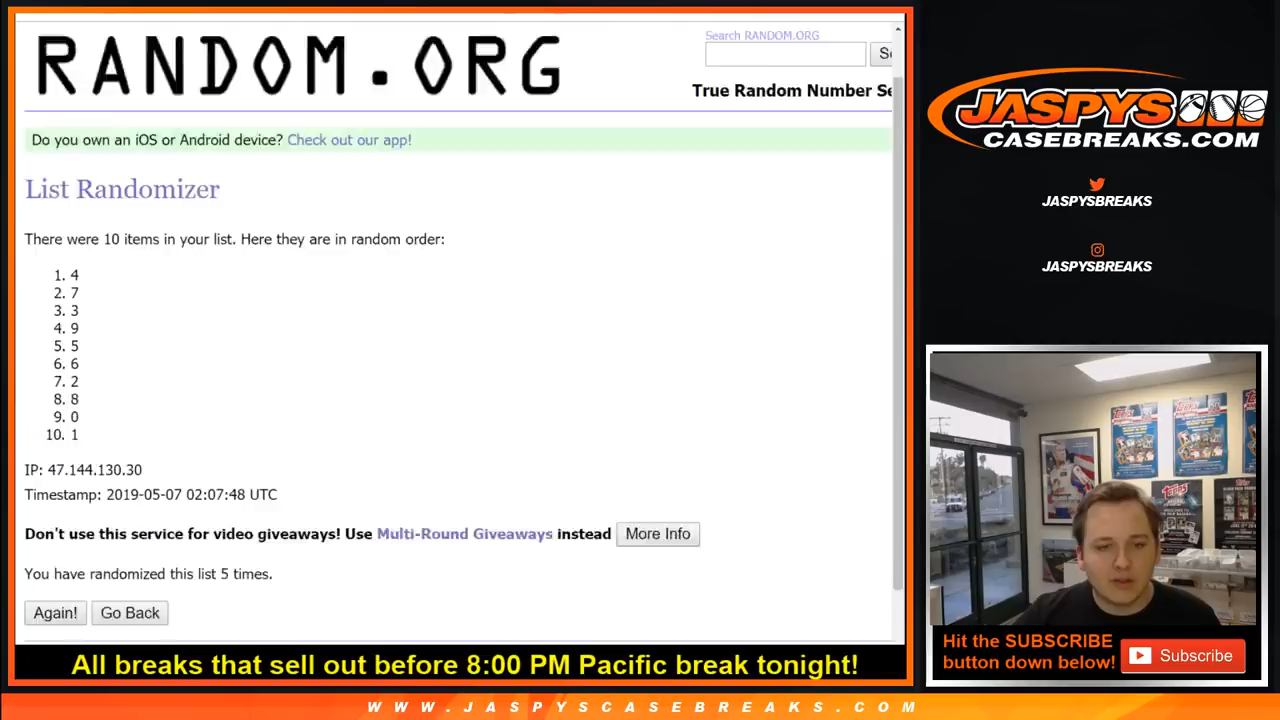 RANDOM.ORG
Search RANDOM.ORG
True Random Number Se
Do you own an iOS or Android device? Check out our app!
List Randomizer
There were 10 items in your list. Here they are in random order:
1. 4
2. 7
3. 3
4. 9
5. 5
6. 6
7. 2
8. 8
9. 0
10. 1
IP: 47.144.130.30
Timestamp: 2019-05-07 02:07:48 UTC
Don't use this service for video giveaways! Use Multi-Round Giveaways instead More Info
You have randomized this list 5 times.
Again! Go Back
All breaks that sell out before 8:00 PM Pacific break tonight!
JASPYS
CASEBREAKS.COM
JASPYSBREAKS
JASPYSBREAKS
Hit the SUBSCRIBE
button down below!
Subscribe
WWW.JASPYSCASEBREAKS.COM